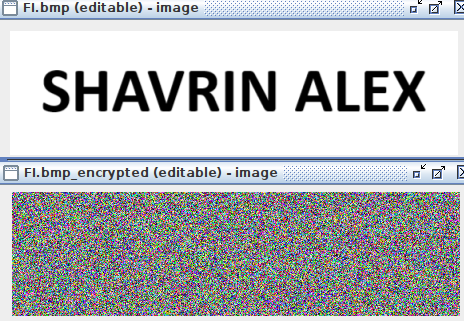 FI.bmp (editable) - image
SHAVRIN ALEX
FI.bmp_encrypted (editable) - image